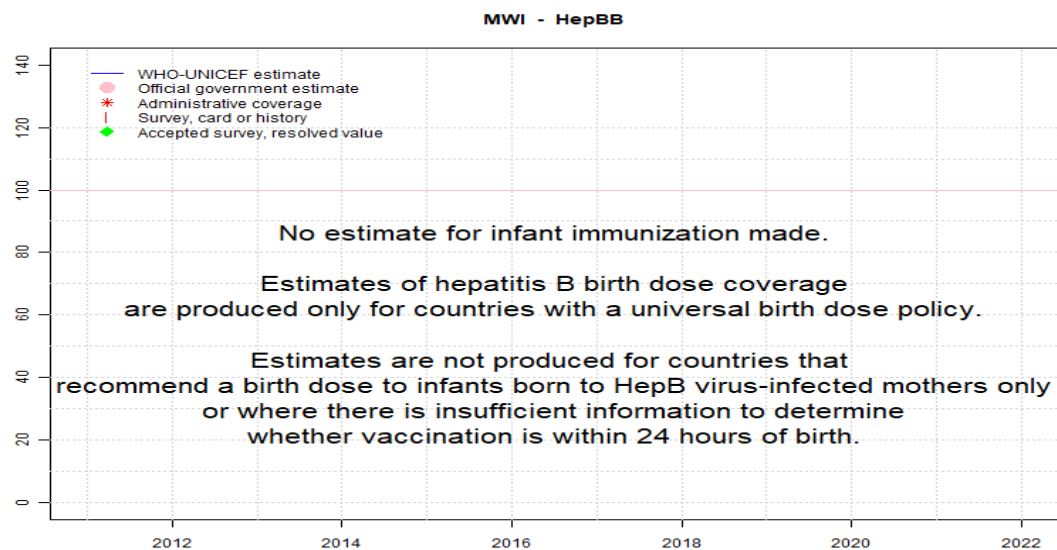 MWI - HepBB
140
120
100
80
60
40
20
0
WHO-UNICEF estimate
Official government estimate
Administrative coverage
Survey, card or history
Accepted survey, resolved value
No estimate for infant immunization made.
Estimates of hepatitis B birth dose coverage
are produced only for countries with a universal birth dose policy.
Estimates are not produced for countries that
recommend a birth dose to infants born to HepB virus-infected mothers only
or where there is insufficient information to determine
whether vaccination is within 24 hours of birth.
2012 2014 2016 2018 2020 2022